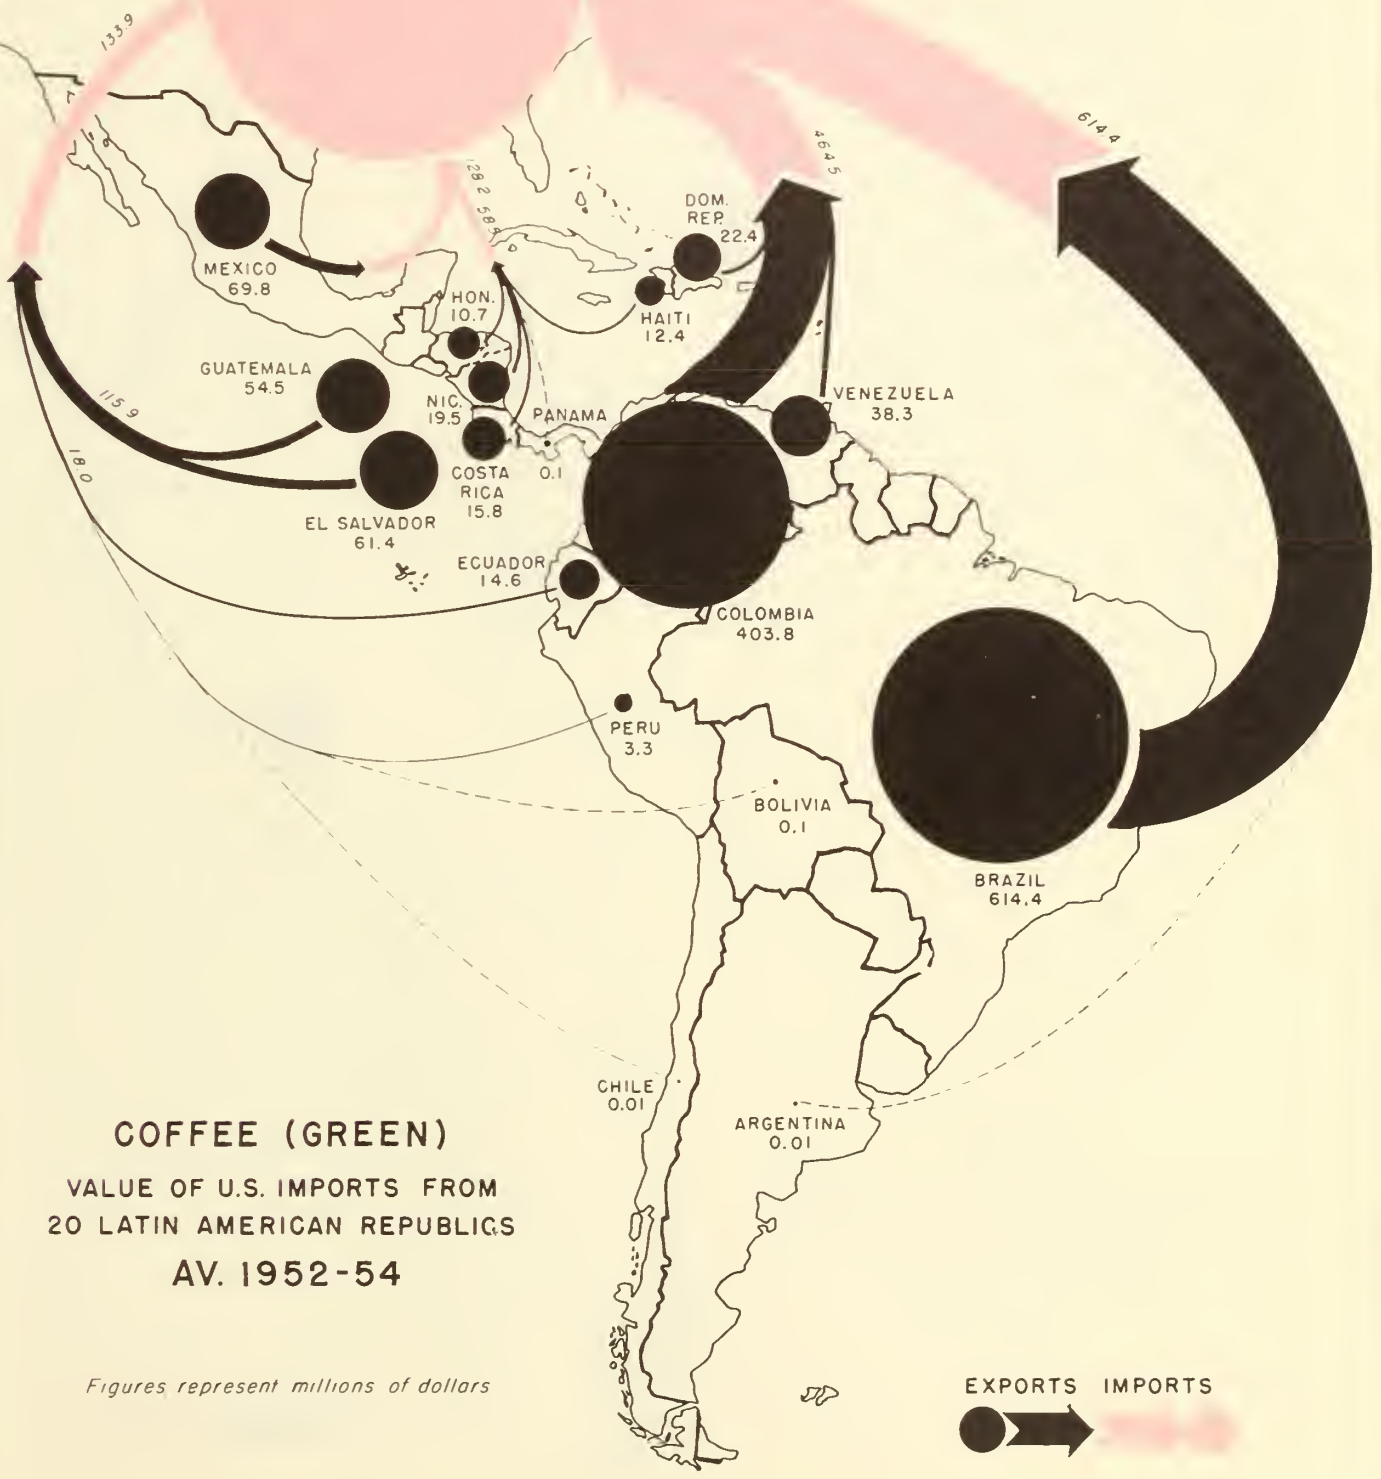 133.9
614.4
464.5
128.2
58.5
DOM.
REP.
22.4
MEXICO
69.8
HON.
10.7
HAITI
12.4
GUATEMALA
54.5
NIC.
19.5
PANAMA
0.1
VENEZUELA
38.3
115.9
18.0
COSTA
RICA
15.8
EL SALVADOR
61.4
ECUADOR
14.6
COLOMBIA
403.8
PERU
3.3
BOLIVIA
0.1
BRAZIL
614.4
CHILE
0.01
ARGENTINA
0.01
COFFEE (GREEN)
VALUE OF U.S. IMPORTS FROM
20 LATIN AMERICAN REPUBLICS
AV. 1952-54
Figures represent millions of dollars
EXPORTS IMPORTS